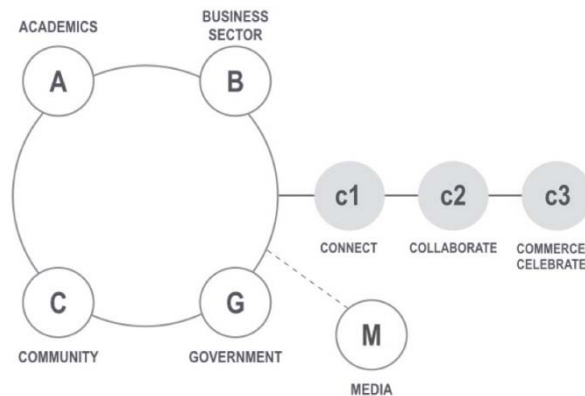 ACADEMICS
BUSINESS
SECTOR
A
B
c1
c2
c3
CONNECT
COLLABORATE
COMMERCE
CELEBRATE
C
G
COMMUNITY
GOVERNMENT
M
MEDIA